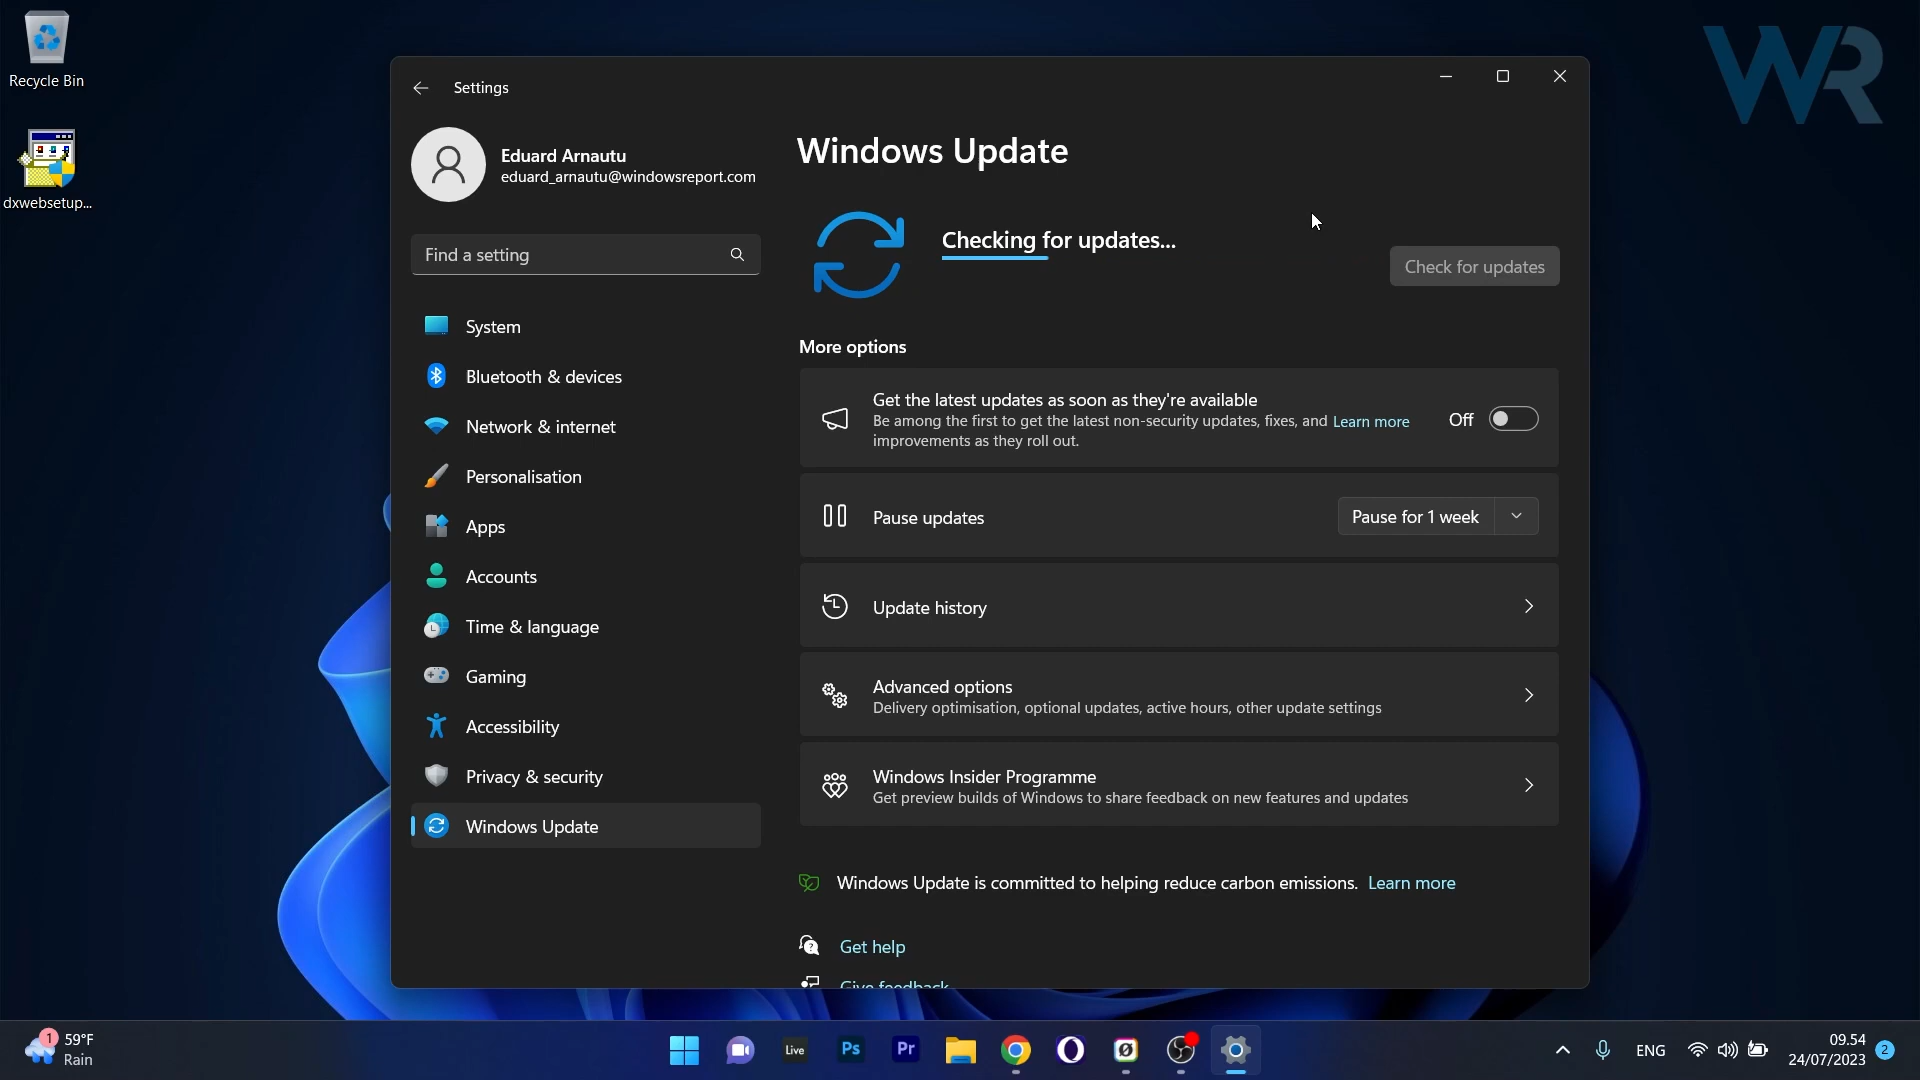 Recycle Bin
dxwebsetup...
WR
Settings
Eduard Arnautu
eduard_arnautu@windowsreport.com
Find a setting
System
Bluetooth & devices
Network & internet
Personalisation
Apps
Accounts
Time & language
Gaming
Accessibility
Privacy & security
Windows Update
Windows Update
Checking for updates...
Check for updates
More options
Get the latest updates as soon as they're available
Be among the first to get the latest non-security updates, fixes, and Learn more
improvements as they roll out.
Off
Pause updates
Pause for 1 week
Update history
Advanced options
Delivery optimisation, optional updates, active hours, other update settings
Windows Insider Programme
Get preview builds of Windows to share feedback on new features and updates
Windows Update is committed to helping reduce carbon emissions. Learn more
Get help
Give feedback
1
59°F
Rain
Live
Ps
Pr
ENG
09.54
24/07/2023
2